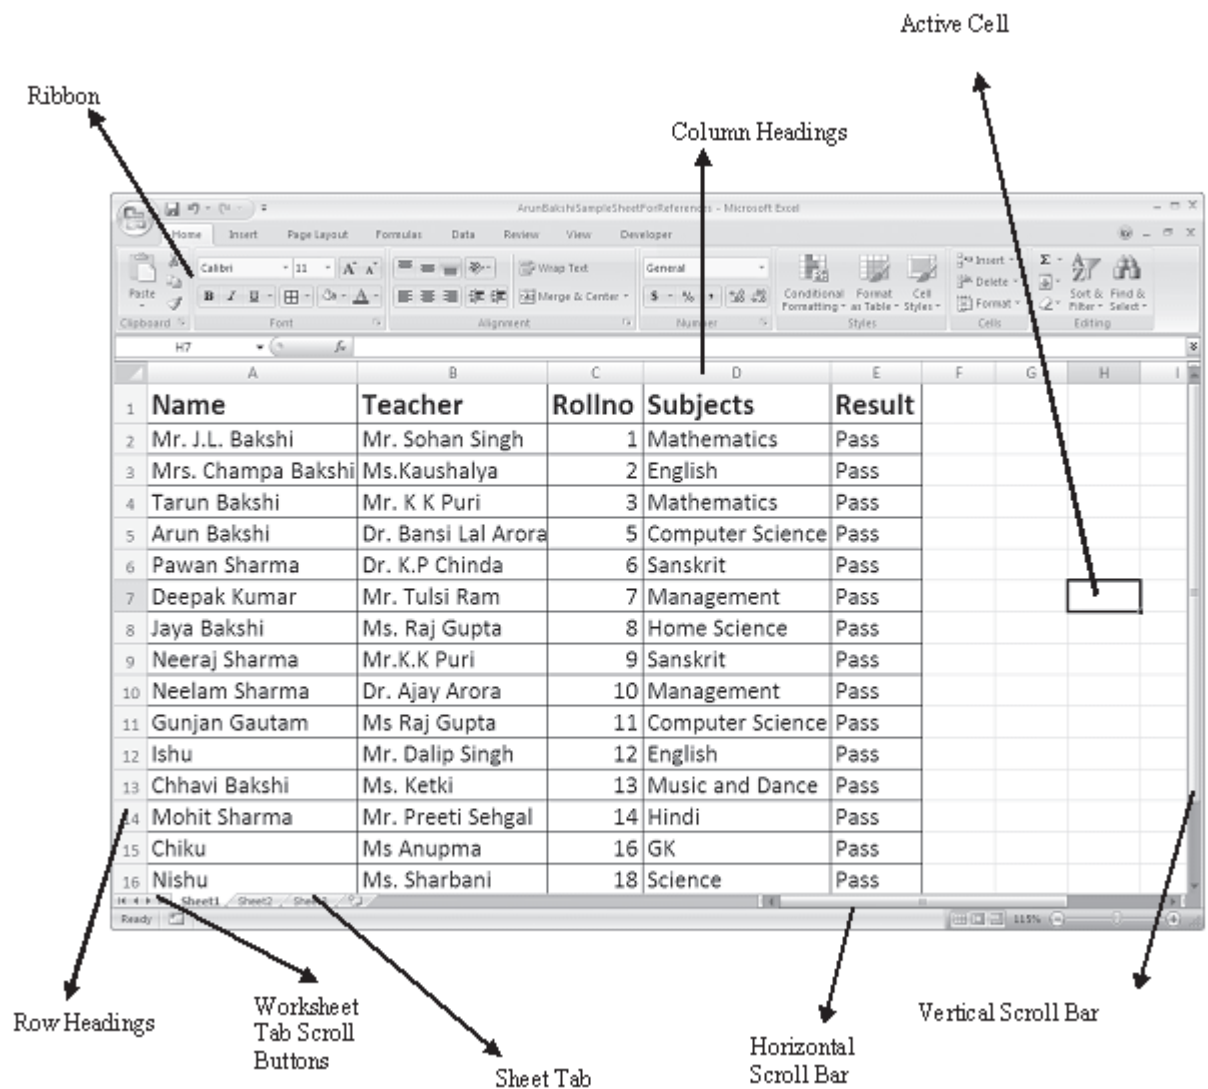 Active Cell
Ribbon
Column Headings
ArunBakshiSampleSheetForReferences - Microsoft Excel
Home Insert Page Layout Formulas Data Review View Developer
Calibri 11 A A Wrap Text General Insert Σ
Paste B I U A Merge & Center $ % , Conditional Formatting Format as Table Cell Styles Delete Format Sort & Filter Find & Select
Clipboard Font Alignment Number Styles Cells Editing
H7 fx
A B C D E F G H I
1 Name Teacher Rollno Subjects Result
2 Mr. J.L. Bakshi Mr. Sohan Singh 1 Mathematics Pass
3 Mrs. Champa Bakshi Ms.Kaushalya 2 English Pass
4 Tarun Bakshi Mr. K K Puri 3 Mathematics Pass
5 Arun Bakshi Dr. Bansi Lal Arora 5 Computer Science Pass
6 Pawan Sharma Dr. K.P Chinda 6 Sanskrit Pass
7 Deepak Kumar Mr. Tulsi Ram 7 Management Pass
8 Jaya Bakshi Ms. Raj Gupta 8 Home Science Pass
9 Neeraj Sharma Mr.K.K Puri 9 Sanskrit Pass
10 Neelam Sharma Dr. Ajay Arora 10 Management Pass
11 Gunjan Gautam Ms Raj Gupta 11 Computer Science Pass
12 Ishu Mr. Dalip Singh 12 English Pass
13 Chhavi Bakshi Ms. Ketki 13 Music and Dance Pass
14 Mohit Sharma Mr. Preeti Sehgal 14 Hindi Pass
15 Chiku Ms Anupma 16 GK Pass
16 Nishu Ms. Sharbani 18 Science Pass
Sheet1 Sheet2 Sheet3
Ready 115%
Row Headings
Worksheet
Tab Scroll
Buttons
Sheet Tab
Horizontal
Scroll Bar
Vertical Scroll Bar